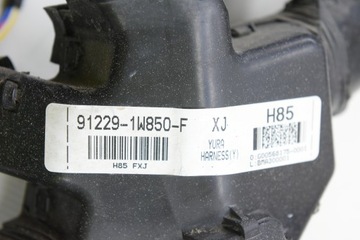 91229-1W850-F XJ H85
YURA
HARNESS(Y)
H85 FXJ